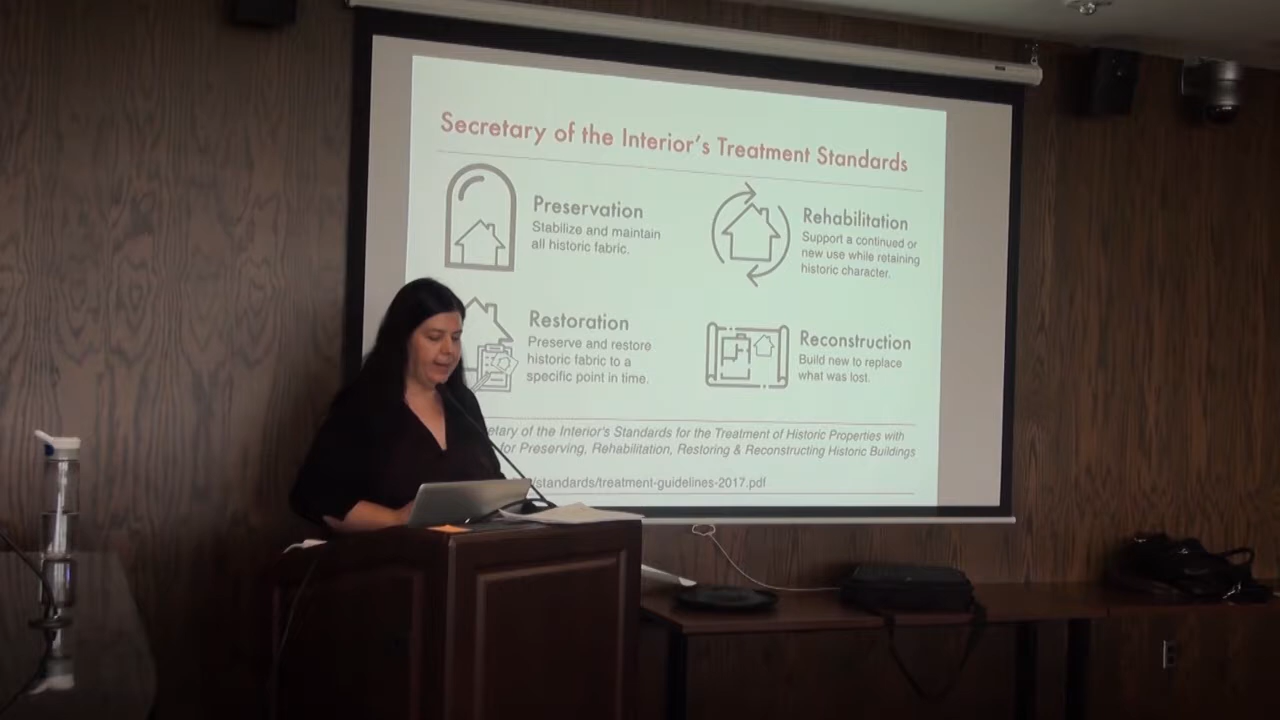 Secretary of the Interior's Treatment Standards
Preservation
Stabilize and maintain
all historic fabric.
Rehabilitation
Support a continued or
new use while retaining
historic character.
Restoration
Preserve and restore
historic fabric to a
specific point in time.
Reconstruction
Build new to replace
what was lost.
etary of the Interior's Standards for the Treatment of Historic Properties with
for Preserving, Rehabilitation, Restoring & Reconstructing Historic Buildings
/standards/treatment-guidelines-2017.pdf